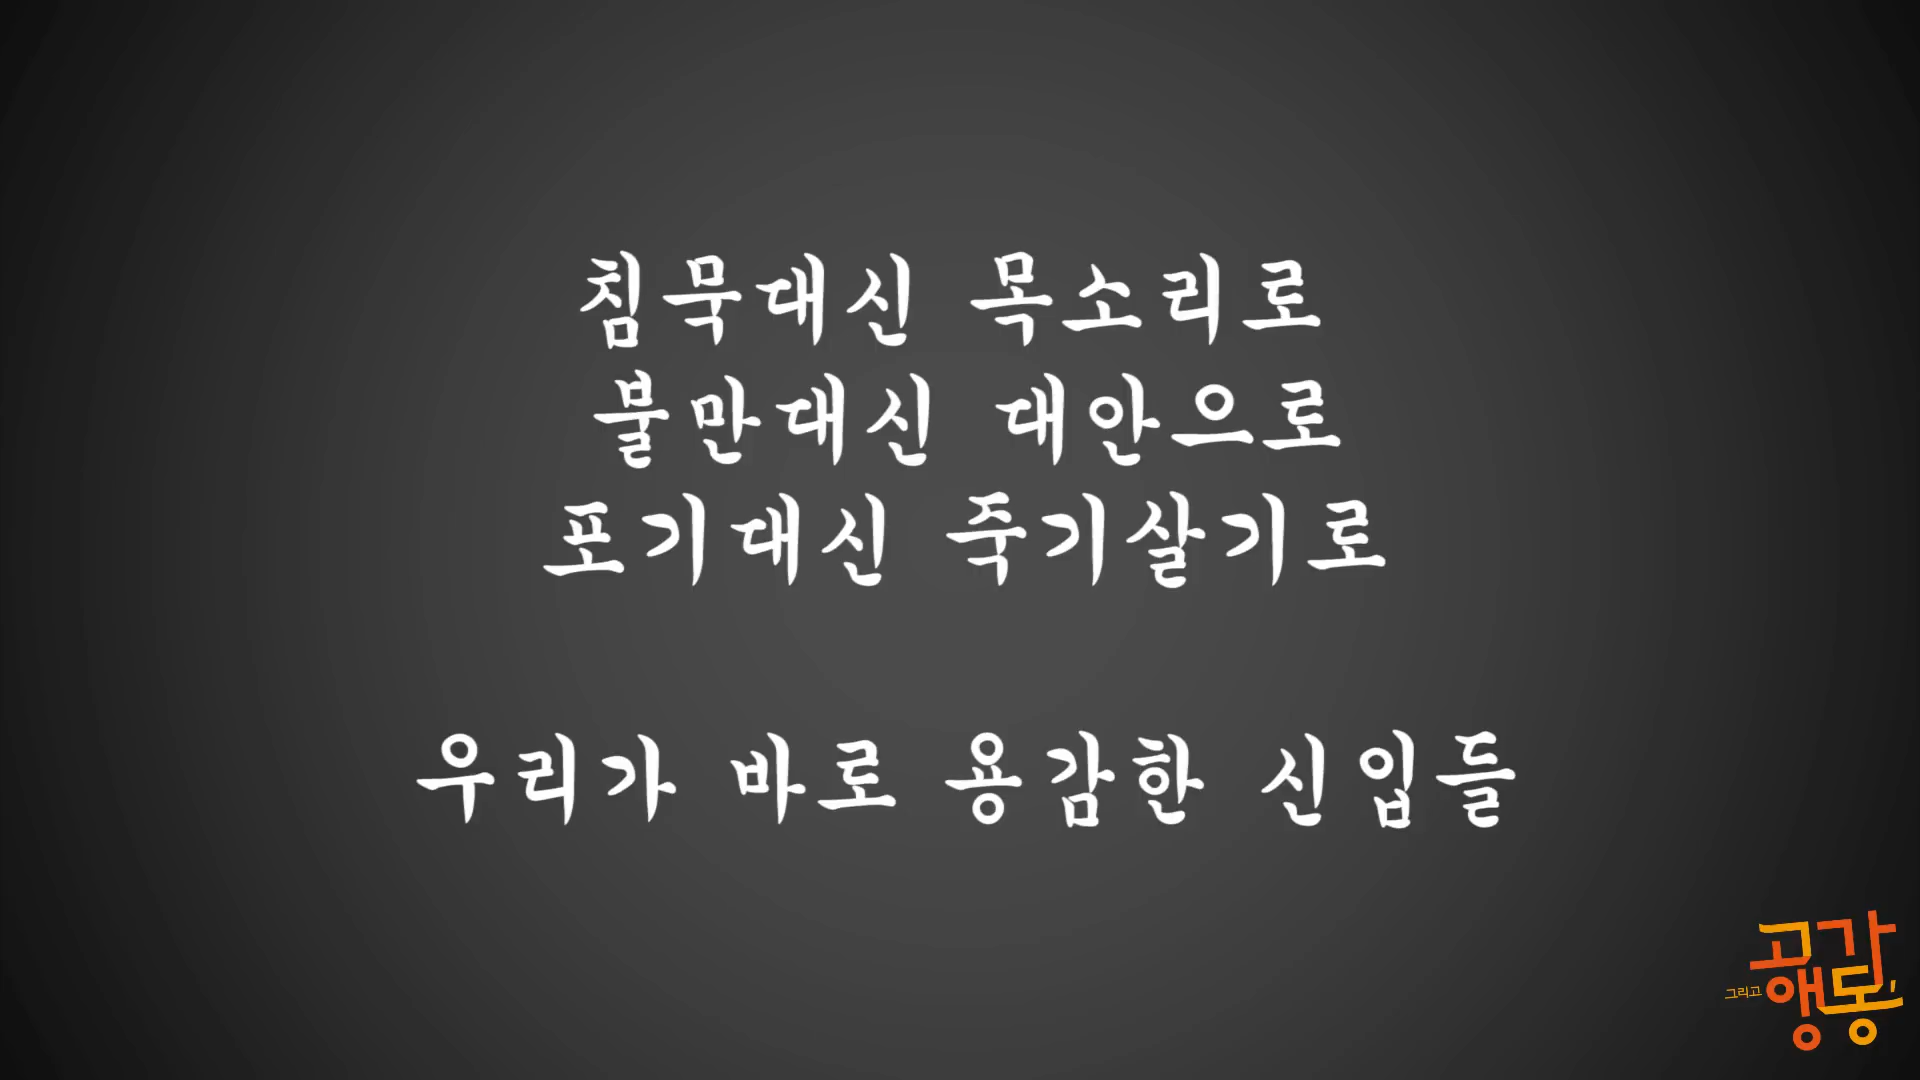 침묵대신 목소리로
불만대신 대안으로
포기대신 죽기살기로
우리가 바로 용감한 신입들
공감
그리고 행동